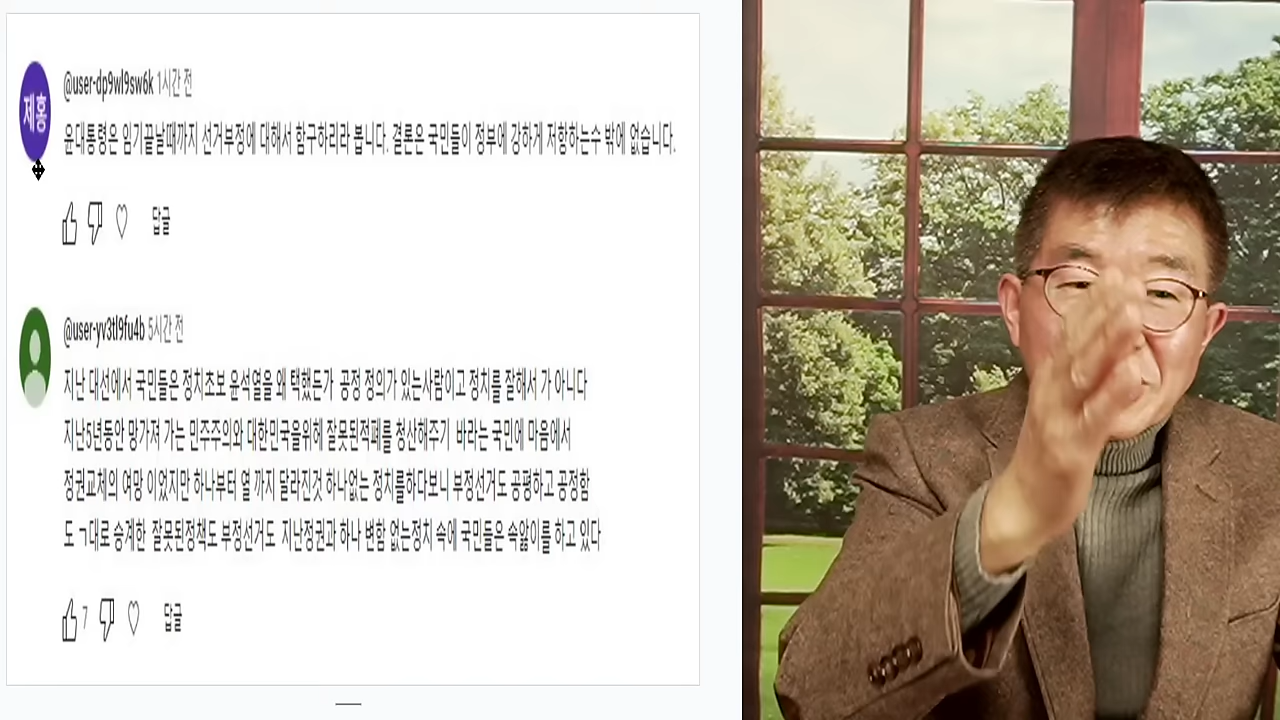 제홍
@user-dp9wl9sw6k 1시간 전
윤대통령은 임기끝날때까지 선거부정에 대해서 함구하리라 봅니다. 결론은 국민들이 정부에 강하게 저항하는수 밖에 없습니다.
답글
@user-yv3tl9fu4b 5시간 전
지난 대선에서 국민들은 정치초보 윤석열을 왜 택했든가 공정 정의가 있는사람이고 정치를 잘해서 가 아니다
지난5년동안 망가져 가는 민주주의와 대한민국을위해 잘못된적폐를 청산해주기 바라는 국민에 마음에서
정권교체의 여망 이었지만 하나부터 열 까지 달라진것 하나없는 정치를하다보니 부정선거도 공평하고 공정함
도 ㄱ대로 승계한 잘못된정책도 부정선거도 지난정권과 하나 변함 없는정치 속에 국민들은 속앓이를 하고 있다
7 답글